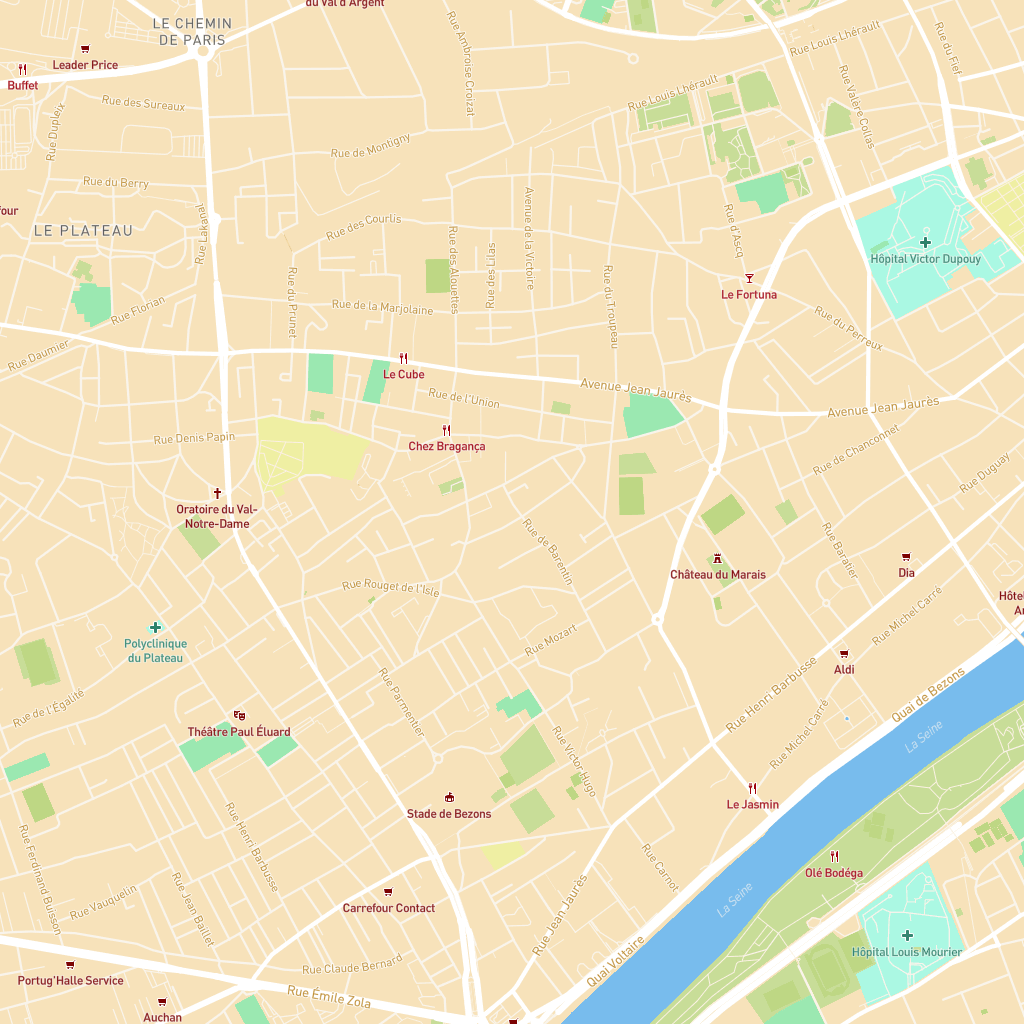 du Val d'Argent
LE CHEMIN
DE PARIS
Leader Price
Buffet
Rue des Sureaux
Rue Dupleix
Rue Ambroise Croizat
Rue Louis Lhérault
Rue Louis Lhérault
Rue du Fief
Rue Valère Collas
Rue de Montigny
Rue du Berry
four
LE PLATEAU
Rue Lakanal
Rue des Courlis
Rue des Alouettes
Rue des Lilas
Avenue de la Victoire
Rue d'Ascq
Hôpital Victor Dupouy
Le Fortuna
Rue du Prunet
Rue du Troupeau
Rue Florian
Rue de la Marjolaine
Rue du Perreux
Rue Daumier
Le Cube
Avenue Jean Jaurès
Rue de l'Union
Avenue Jean Jaurès
Rue Denis Papin
Chez Bragança
Rue de Chanconnet
Rue Duguay
Oratoire du Val-
Notre-Dame
Rue de Barentin
Rue Baratier
Château du Marais
Dia
Rue Rouget de l'Isle
Rue Michel Carré
Hôtel
Ar
Polyclinique
du Plateau
Rue Mozart
Aldi
Rue Henri Barbusse
Quai de Bezons
Rue de l'Égalité
Rue Parmentier
Théâtre Paul Éluard
Rue Victor Hugo
Rue Michel Carré
La Seine
Stade de Bezons
Le Jasmin
Rue Ferdinand Buisson
Rue Henri Barbusse
Rue Carnot
Olé Bodéga
Rue Vauquelin
Rue Jean Baillet
Carrefour Contact
Rue Jean Jaurès
La Seine
Hôpital Louis Mourier
Portug'Halle Service
Rue Claude Bernard
Quai Voltaire
Rue Émile Zola
Auchan